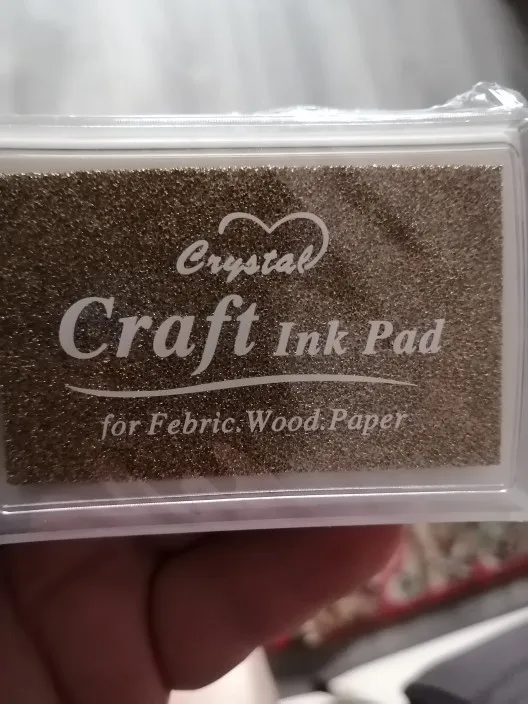 Crystal
Craft Ink Pad
for Febric.Wood.Paper